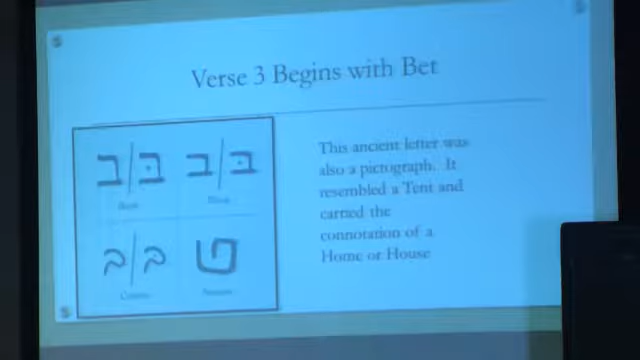 Verse 3 Begins with Bet
ב|בּ
ב|בּ
This ancient letter was
also a pictograph. It
resembled a Tent and
carried the
connotation of a
Home or House